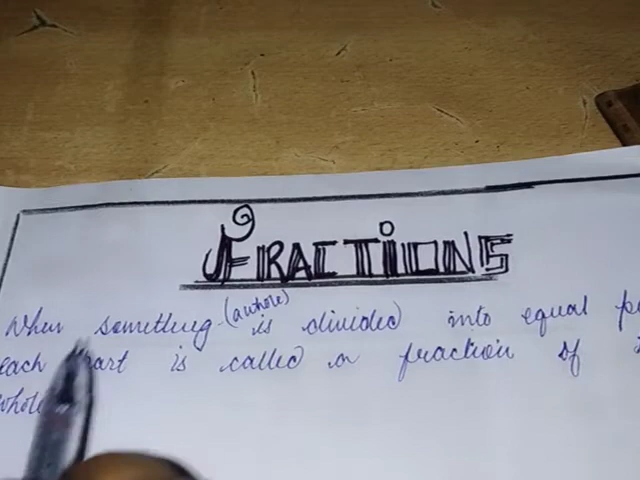 FRACTIONS
When something (a whole) is divided into equal
each part is called a fraction of
whole